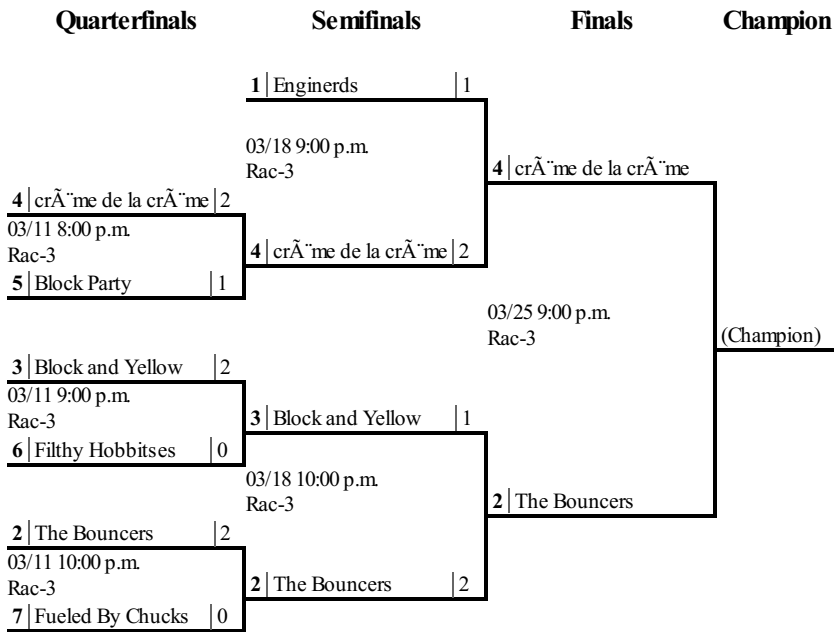 Quarterfinals Semifinals Finals Champion
1 Enginerds 1
03/18 9:00 p.m.
Rac-3
4 crÃ¨me de la crÃ¨me
4 crÃ¨me de la crÃ¨me 2
03/11 8:00 p.m.
Rac-3
4 crÃ¨me de la crÃ¨me 2
5 Block Party 1
03/25 9:00 p.m.
Rac-3
(Champion)
3 Block and Yellow 2
03/11 9:00 p.m.
Rac-3
3 Block and Yellow 1
6 Filthy Hobbitses 0
03/18 10:00 p.m.
Rac-3
2 The Bouncers
2 The Bouncers 2
03/11 10:00 p.m.
Rac-3
2 The Bouncers 2
7 Fueled By Chucks 0